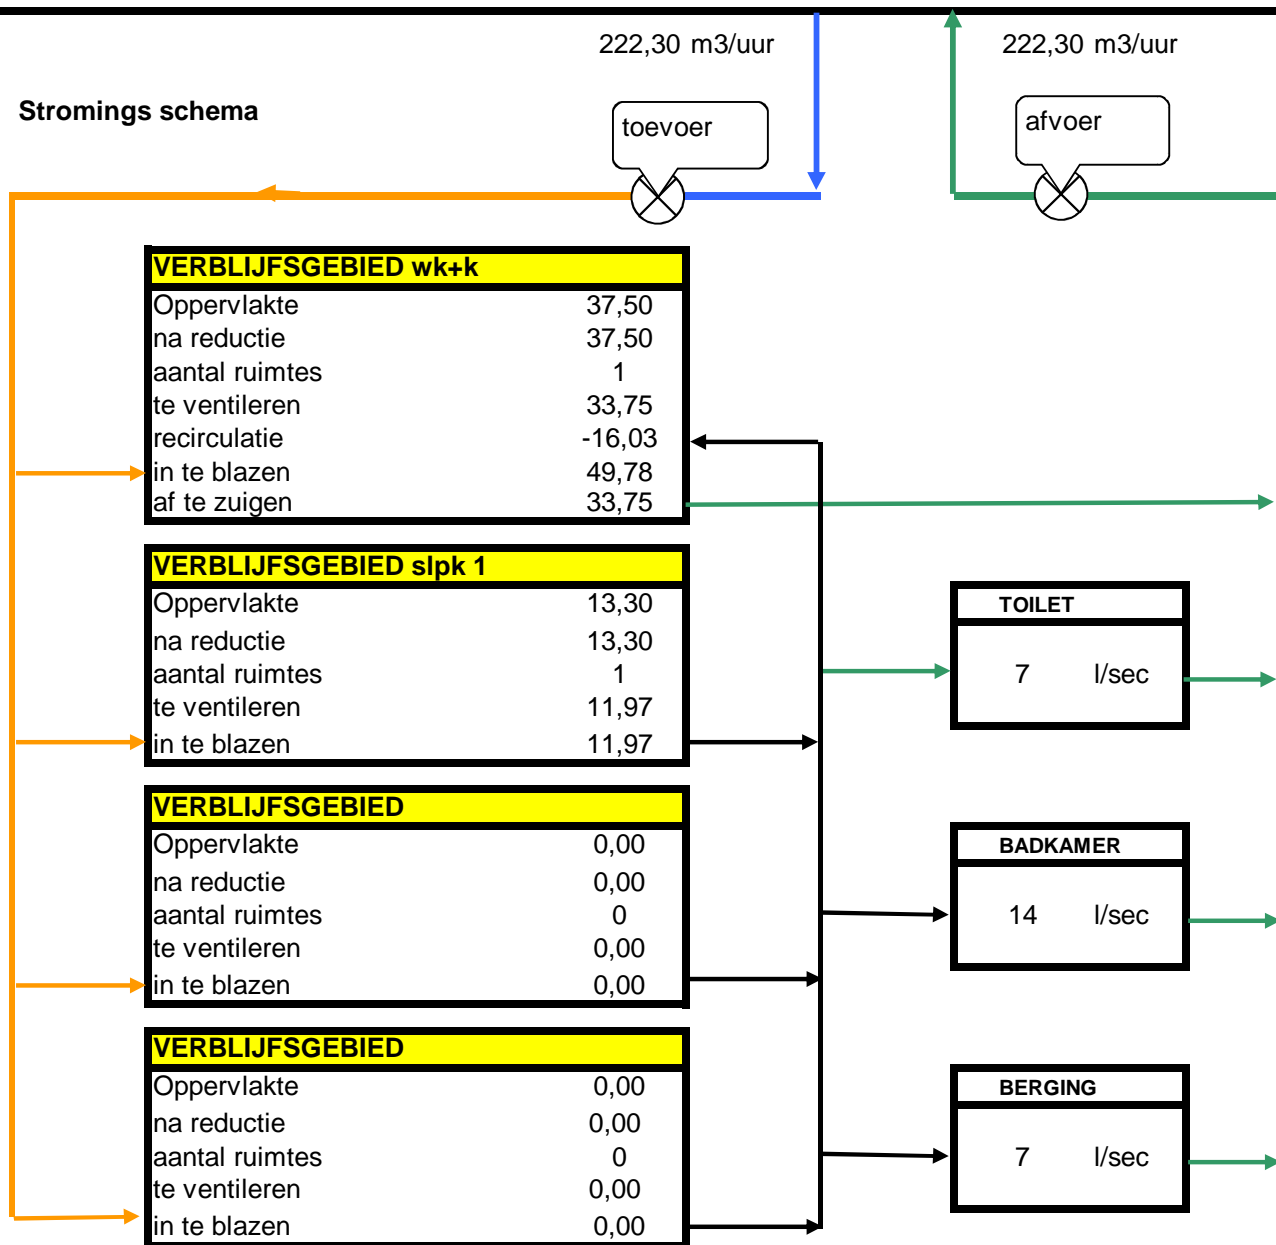 222,30 m3/uur 222,30 m3/uur
Stromings schema
toevoer afvoer
VERBLIJFSGEBIED wk+k
Oppervlakte 37,50
na reductie 37,50
aantal ruimtes 1
te ventileren 33,75
recirculatie -16,03
in te blazen 49,78
af te zuigen 33,75
VERBLIJFSGEBIED slpk 1
Oppervlakte 13,30
na reductie 13,30
aantal ruimtes 1
te ventileren 11,97
in te blazen 11,97
TOILET
7 l/sec
VERBLIJFSGEBIED
Oppervlakte 0,00
na reductie 0,00
aantal ruimtes 0
te ventileren 0,00
in te blazen 0,00
BADKAMER
14 l/sec
VERBLIJFSGEBIED
Oppervlakte 0,00
na reductie 0,00
aantal ruimtes 0
te ventileren 0,00
in te blazen 0,00
BERGING
7 l/sec